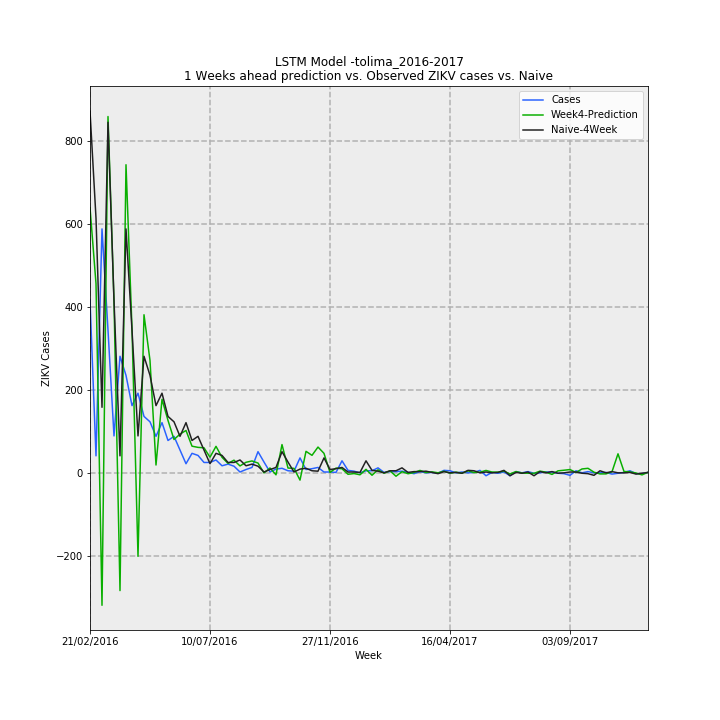 LSTM Model -tolima_2016-2017
1 Weeks ahead prediction vs. Observed ZIKV cases vs. Naive
Cases
Week4-Prediction
Naive-4Week
800
600
400
200
0
−200
ZIKV Cases
21/02/2016
10/07/2016
27/11/2016
16/04/2017
03/09/2017
Week